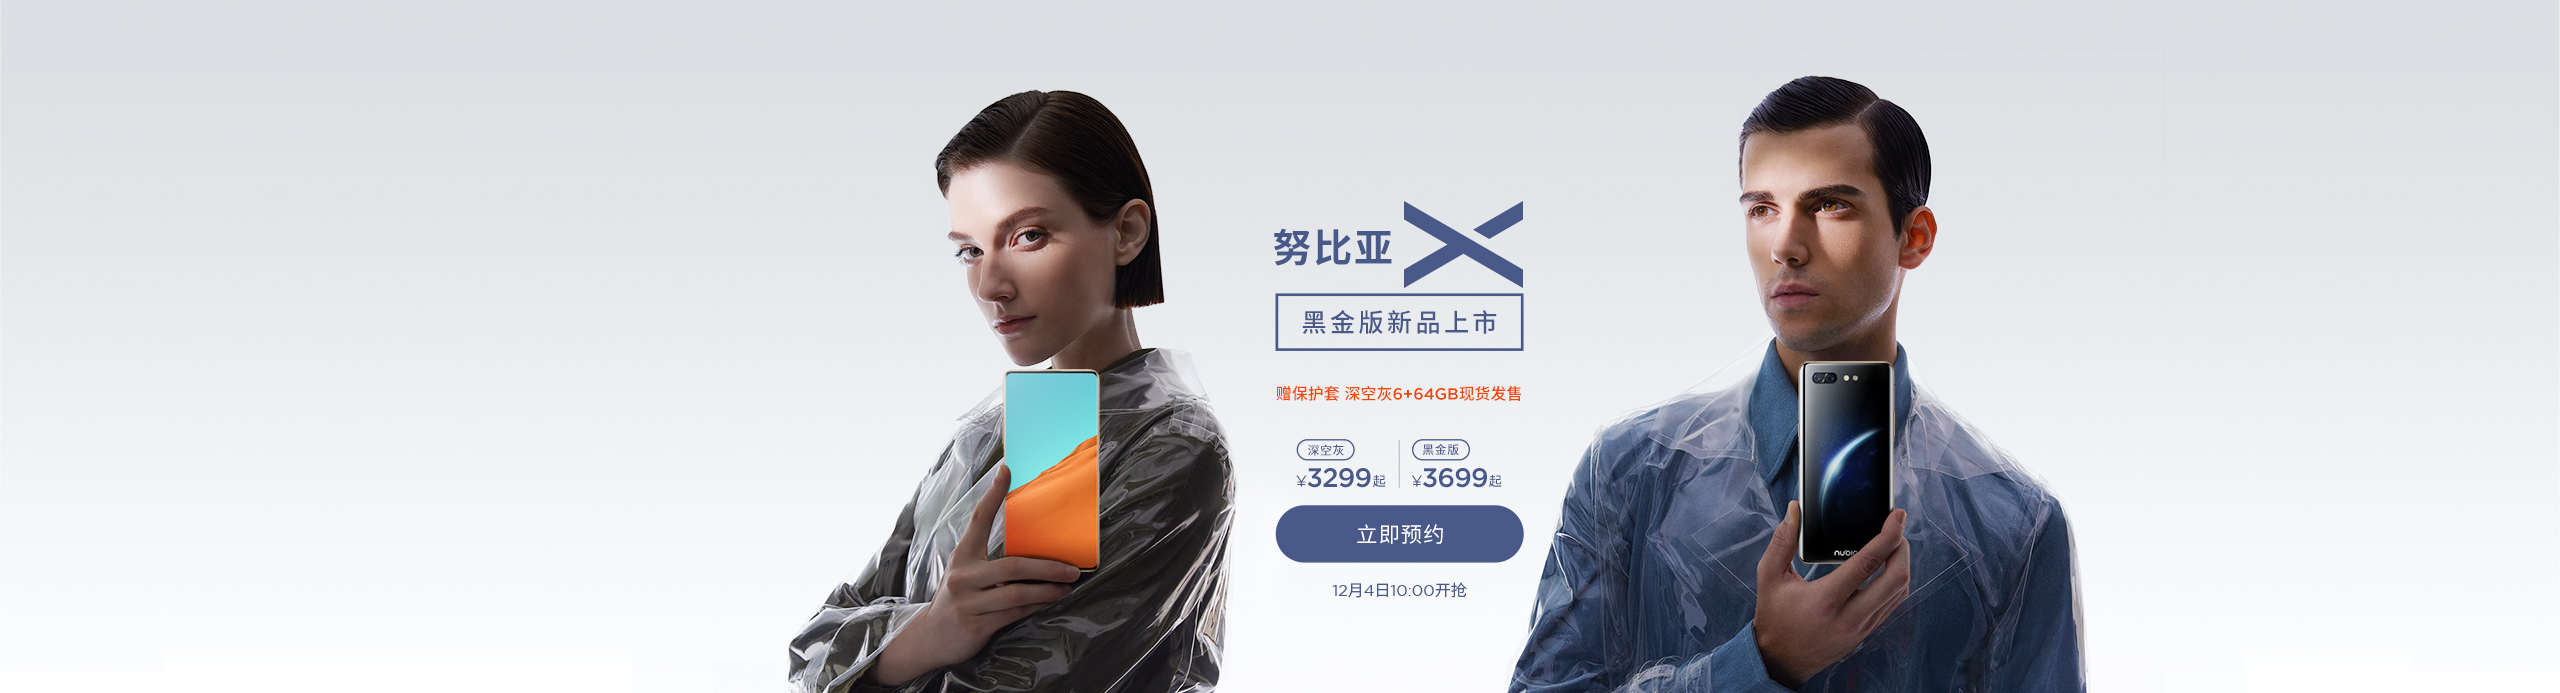 努比亚 X
黑金版新品上市
赠保护套 深空灰6+64GB现货发售
深空灰
¥3299起
黑金版
¥3699起
立即预约
12月4日10:00开抢